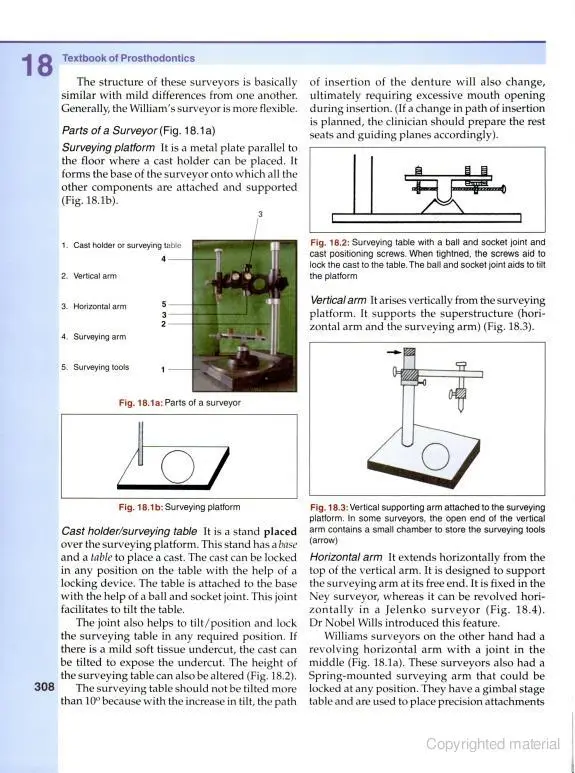 18
Textbook of Prosthodontics
The structure of these surveyors is basically
similar with mild differences from one another.
Generally, the William's surveyor is more flexible.
Parts of a Surveyor (Fig. 18.1a)
Surveying platform It is a metal plate parallel to
the floor where a cast holder can be placed. It
forms the base of the surveyor onto which all the
other components are attached and supported
(Fig. 18.1b).
3
1. Cast holder or surveying table
4
2. Vertical arm
3. Horizontal arm
5
3
2
4. Surveying arm
5. Surveying tools
1
Fig. 18.1a: Parts of a surveyor
Fig. 18.1b: Surveying platform
Cast holder/surveying table It is a stand placed
over the surveying platform. This stand has a base
and a table to place a cast. The cast can be locked
in any position on the table with the help of a
locking device. The table is attached to the base
with the help of a ball and socket joint. This joint
facilitates to tilt the table.
The joint also helps to tilt/position and lock
the surveying table in any required position. If
there is a mild soft tissue undercut, the cast can
be tilted to expose the undercut. The height of
the surveying table can also be altered (Fig. 18.2).
The surveying table should not be tilted more
than 10° because with the increase in tilt, the path
308
of insertion of the denture will also change,
ultimately requiring excessive mouth opening
during insertion. (If a change in path of insertion
is planned, the clinician should prepare the rest
seats and guiding planes accordingly).
Fig. 18.2: Surveying table with a ball and socket joint and
cast positioning screws. When tightned, the screws aid to
lock the cast to the table. The ball and socket joint aids to tilt
the platform
Vertical arm It arises vertically from the surveying
platform. It supports the superstructure (hori-
zontal arm and the surveying arm) (Fig. 18.3).
Fig. 18.3: Vertical supporting arm attached to the surveying
platform. In some surveyors, the open end of the vertical
arm contains a small chamber to store the surveying tools
(arrow)
Horizontal arm It extends horizontally from the
top of the vertical arm. It is designed to support
the surveying arm at its free end. It is fixed in the
Ney surveyor, whereas it can be revolved hori-
zontally in a Jelenko surveyor (Fig. 18.4).
Dr Nobel Wills introduced this feature.
Williams surveyors on the other hand had a
revolving horizontal arm with a joint in the
middle (Fig. 18.1a). These surveyors also had a
Spring-mounted surveying arm that could be
locked at any position. They have a gimbal stage
table and are used to place precision attachments
Copyrighted material